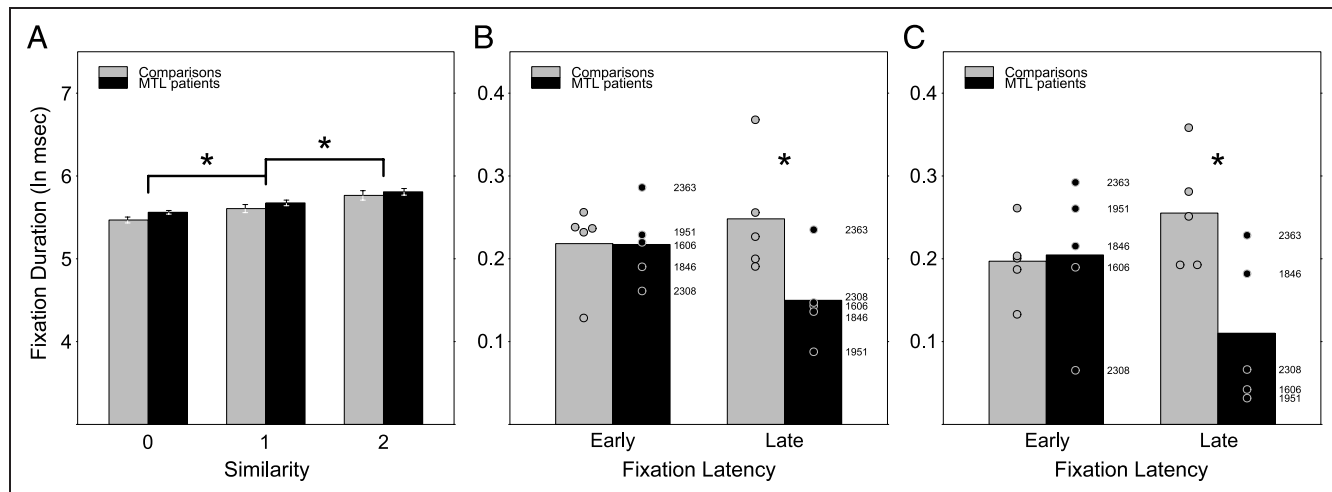 A
Comparisons
MTL patients
7
6
5
4
Fixation Duration (ln msec)
*
*
0 1 2
Similarity
B
Comparisons
MTL patients
0.4
0.3
0.2
0.1
2363
1951
1606
1846
2308
*
2363
2308
1606
1846
1951
Early Late
Fixation Latency
C
Comparisons
MTL patients
0.4
0.3
0.2
0.1
2363
1951
1846
1606
2308
*
2363
1846
2308
1606
1951
Early Late
Fixation Latency